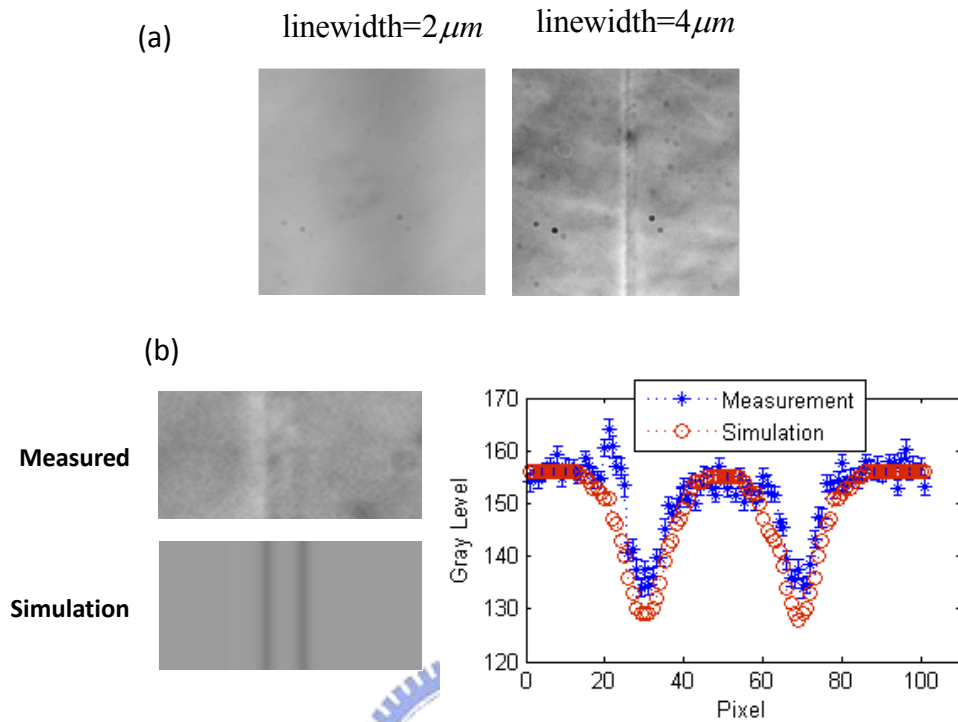 (a)
linewidth=2μm
linewidth=4μm
(b)
Measured
Simulation
Measurement
Simulation
170
160
150
140
130
120
Gray Level
0
20
40
60
80
100
Pixel